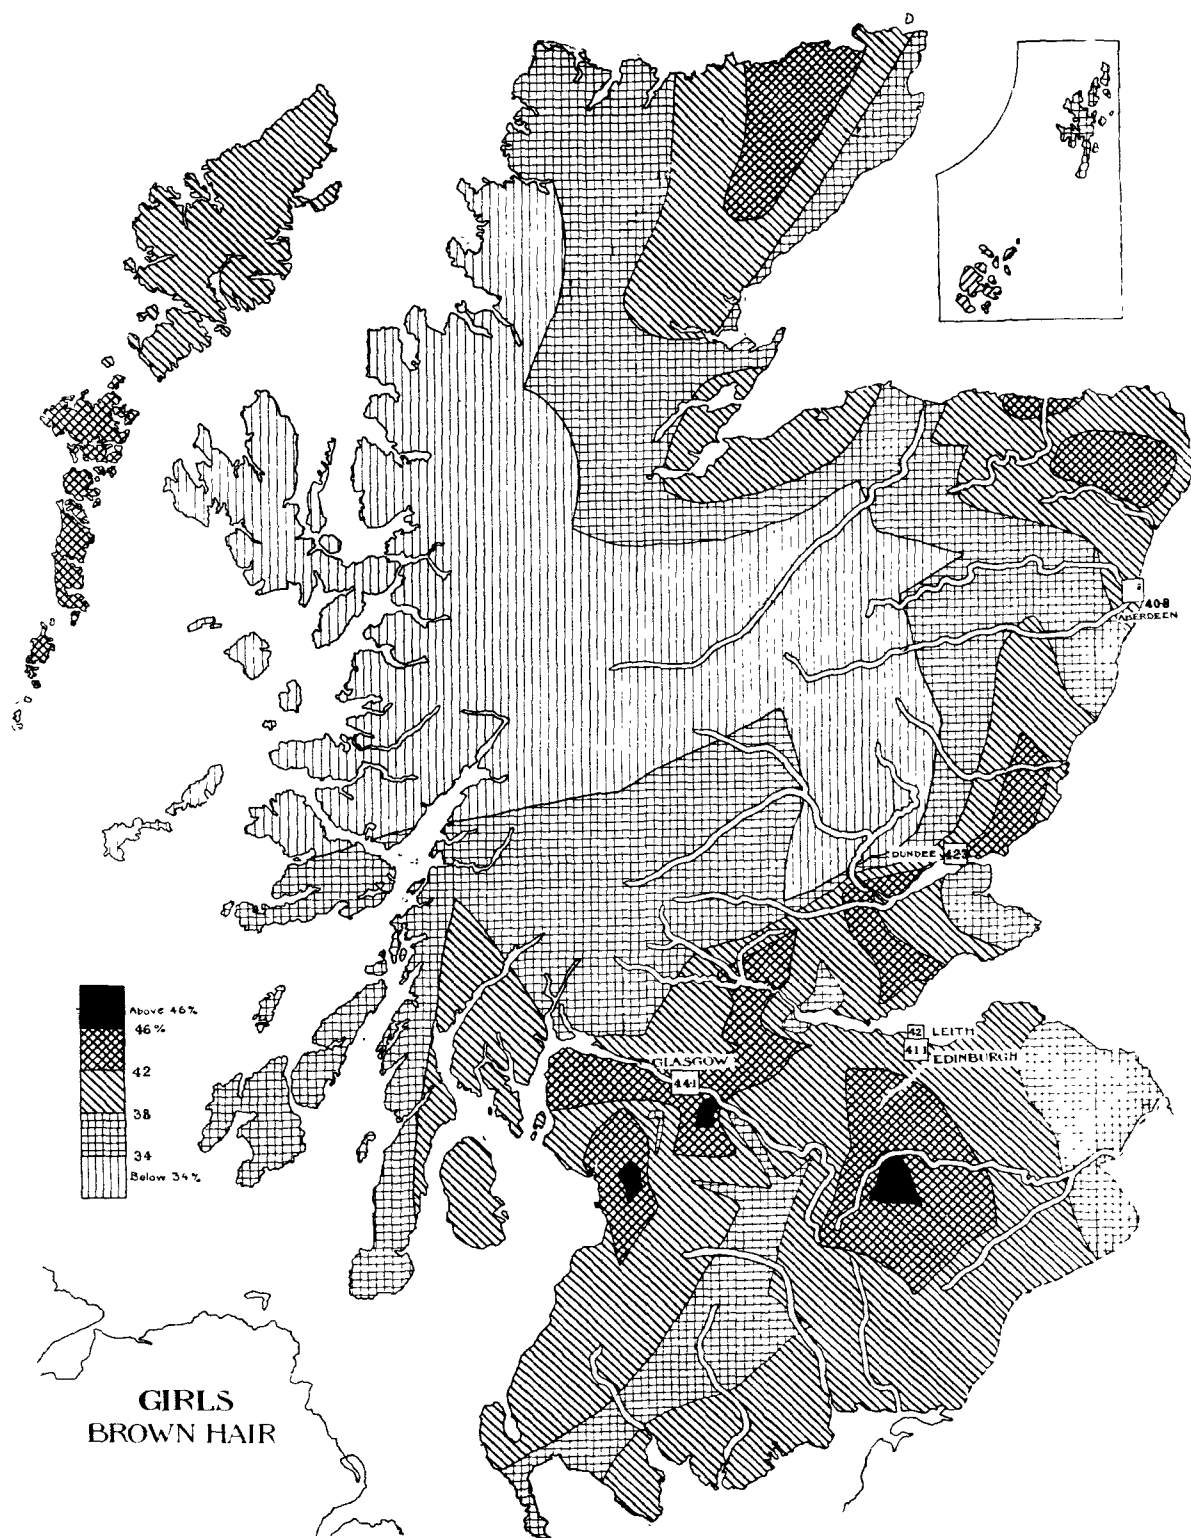 40·8
ABERDEEN
DUNDEE 42·3
Above 46%
46%
42
38
34
Below 34%
42 LEITH
41·1 EDINBURGH
GLASGOW
44·1
GIRLS
BROWN HAIR